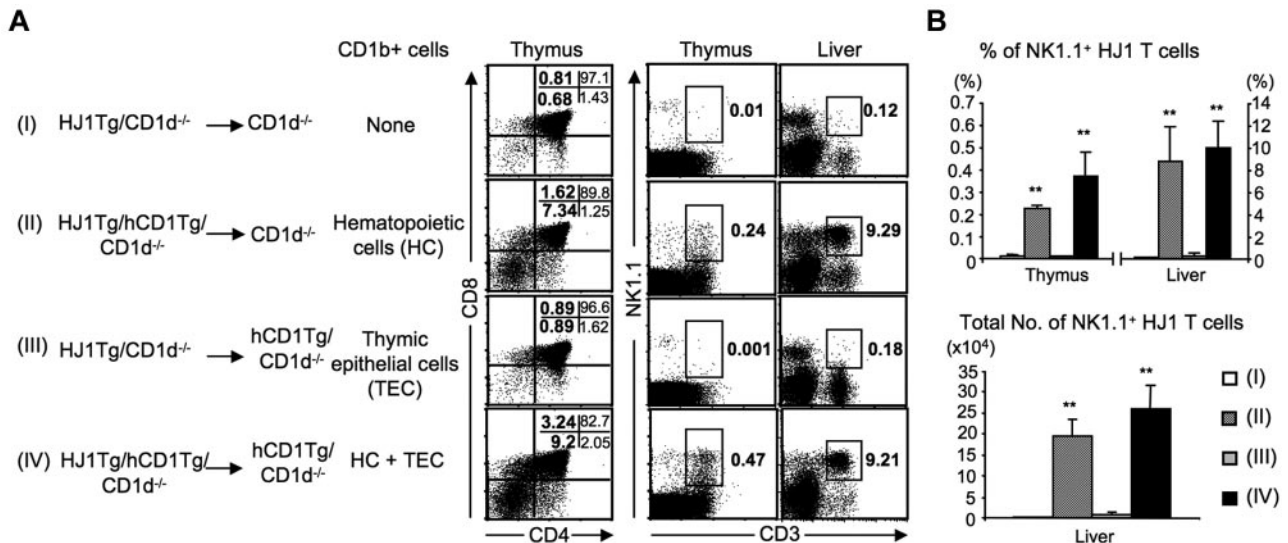 A
CD1b+ cells Thymus Thymus Liver
(I) HJ1Tg/CD1d-/- → CD1d-/- None
0.81 97.1
0.68 1.43
0.01 0.12
(II) HJ1Tg/hCD1Tg/ CD1d-/- → CD1d-/- Hematopoietic cells (HC)
1.62 89.8
7.34 1.25
0.24 9.29
(III) HJ1Tg/CD1d-/- → hCD1Tg/ CD1d-/- Thymic epithelial cells (TEC)
0.89 96.6
0.89 1.62
0.001 0.18
(IV) HJ1Tg/hCD1Tg/ CD1d-/- → hCD1Tg/ CD1d-/- HC + TEC
3.24 82.7
9.2 2.05
0.47 9.21
CD8
NK1.1
CD4 CD3
B
% of NK1.1+ HJ1 T cells
(%) (%)
0.7 14
0.6 12
0.5 10
0.4 8
0.3 6
0.2 4
0.1 2
0 0
** ** ** **
Thymus Liver
Total No. of NK1.1+ HJ1 T cells
(x104)
35
30
25
20
15
10
5
0
** **
Liver
(I)
(II)
(III)
(IV)